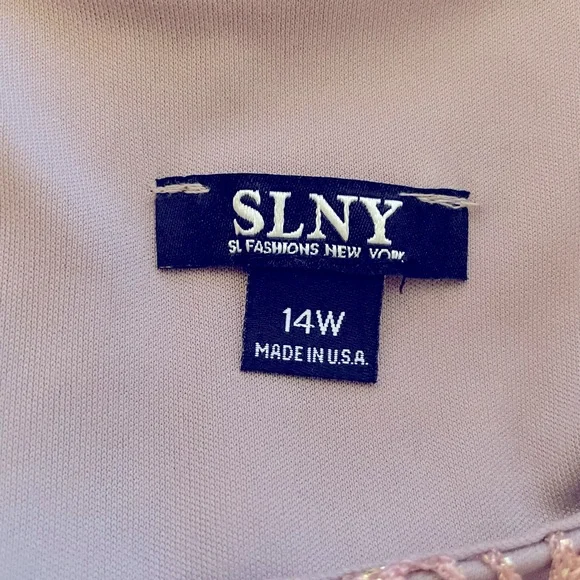 SLNY
SL FASHIONS NEW YORK
14W
MADE IN U.S.A.